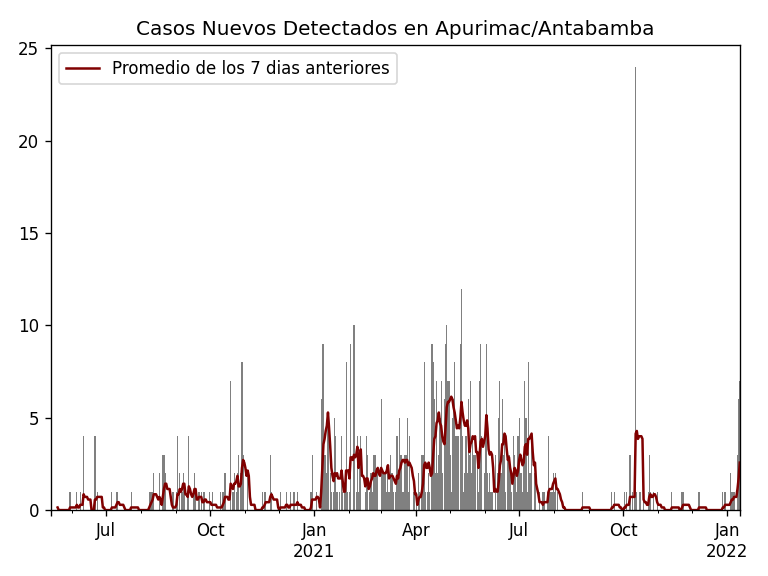 Casos Nuevos Detectados en Apurimac/Antabamba
Promedio de los 7 dias anteriores
25
20
15
10
5
0
Jul Oct Jan Apr Jul Oct Jan
2021 2022